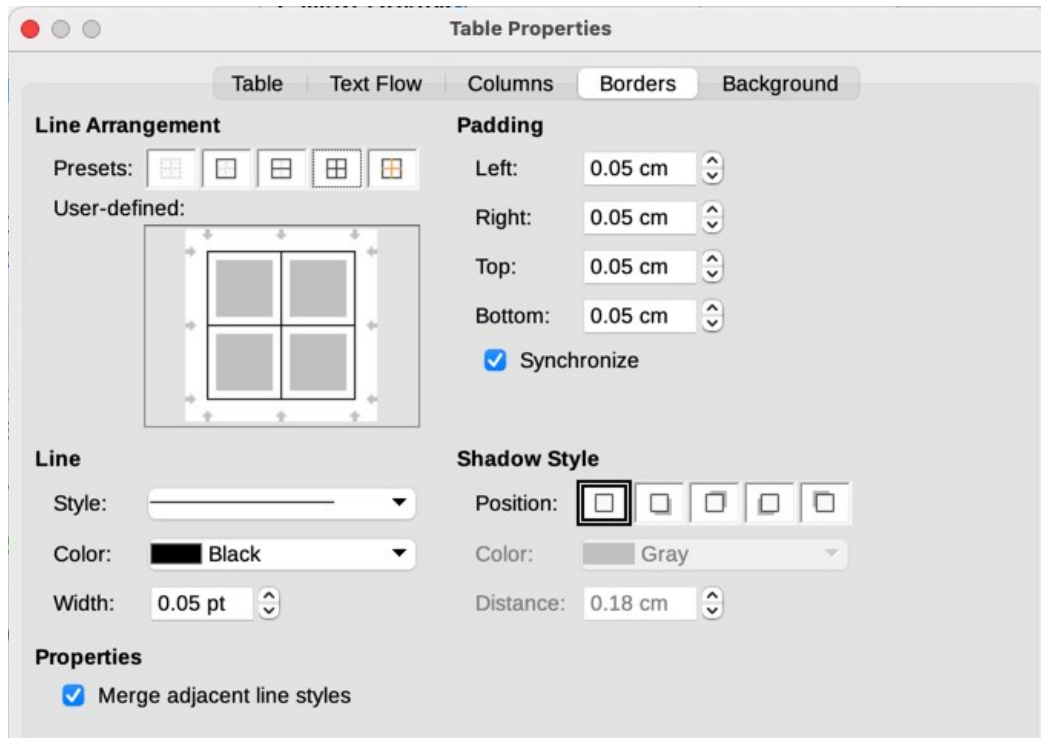 Table Properties
Table Text Flow Columns Borders Background
Line Arrangement
Presets:
User-defined:
Padding
Left: 0.05 cm
Right: 0.05 cm
Top: 0.05 cm
Bottom: 0.05 cm
Synchronize
Line
Style:
Color: Black
Width: 0.05 pt
Shadow Style
Position:
Color: Gray
Distance: 0.18 cm
Properties
Merge adjacent line styles